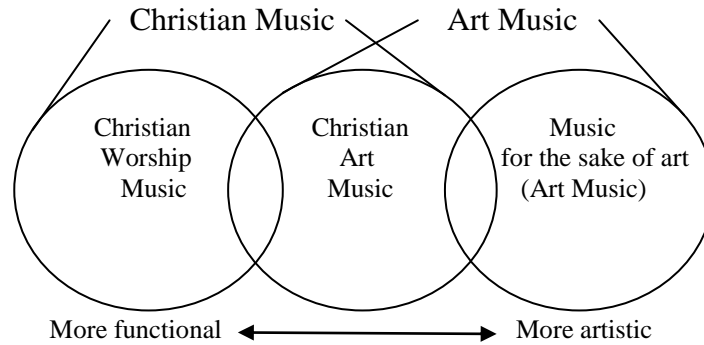 Christian Music
Art Music
Christian
Worship
Music
Christian
Art
Music
Music
for the sake of art
(Art Music)
More functional
More artistic